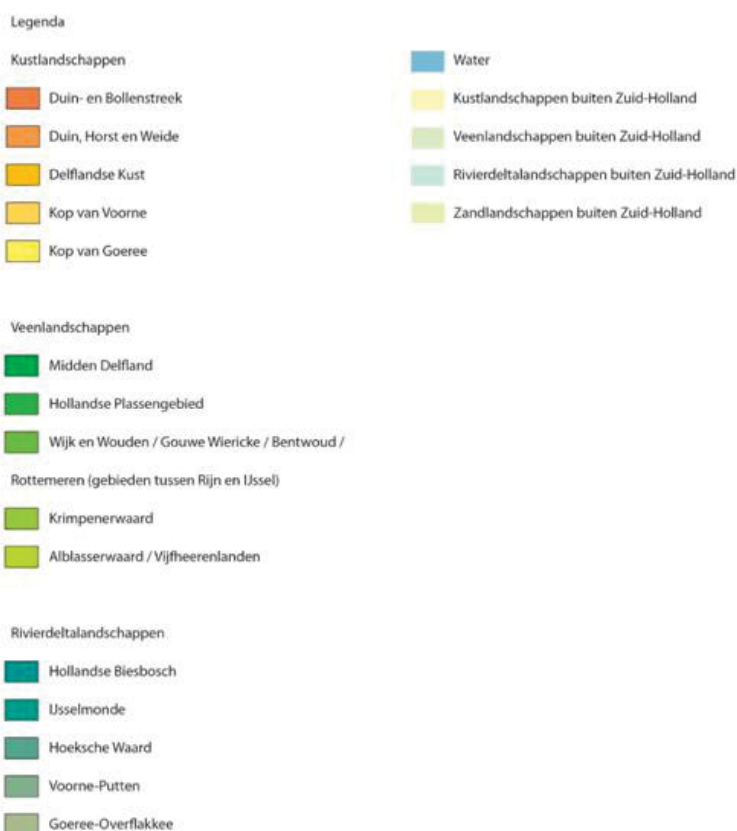 Legenda
Kustlandschappen
Duin- en Bollenstreek
Duin, Horst en Weide
Delflandse Kust
Kop van Voorne
Kop van Goeree
Water
Kustlandschappen buiten Zuid-Holland
Veenlandschappen buiten Zuid-Holland
Rivierdeltalandschappen buiten Zuid-Holland
Zandlandschappen buiten Zuid-Holland
Veenlandschappen
Midden Delfland
Hollandse Plassengebied
Wijk en Wouden / Gouwe Wiericke / Bentwoud /
Rottemeren (gebieden tussen Rijn en IJssel)
Krimpenerwaard
Alblasserwaard / Vijfheerenlanden
Rivierdeltalandschappen
Hollandse Biesbosch
IJsselmonde
Hoeksche Waard
Voorne-Putten
Goeree-Overflakkee